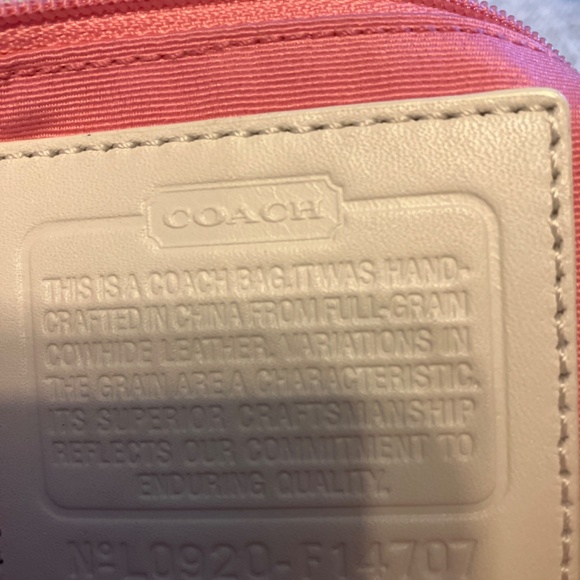 COACH
THIS IS A COACH BAG. IT WAS HAND-
CRAFTED IN CHINA FROM FULL-GRAIN
COWHIDE LEATHER. VARIATIONS IN
THE GRAIN ARE A CHARACTERISTIC.
ITS SUPERIOR CRAFTSMANSHIP
REFLECTS OUR COMMITMENT TO
ENDURING QUALITY.
Nº L0920-F14707